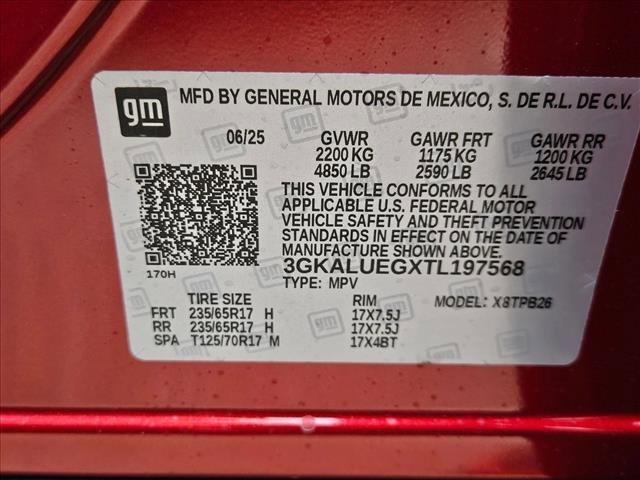 gm MFD BY GENERAL MOTORS DE MEXICO, S. DE R.L. DE C.V.
06/25 GVWR GAWR FRT GAWR RR
2200 KG 1175 KG 1200 KG
4850 LB 2590 LB 2645 LB
THIS VEHICLE CONFORMS TO ALL
APPLICABLE U.S. FEDERAL MOTOR
VEHICLE SAFETY AND THEFT PREVENTION
STANDARDS IN EFFECT ON THE DATE OF
MANUFACTURE SHOWN ABOVE.
170H 3GKALUEGXTL197568
TYPE: MPV
TIRE SIZE RIM MODEL: X8TPB26
FRT 235/65R17 H 17X7.5J
RR 235/65R17 H 17X7.5J
SPA T125/70R17 M 17X4BT